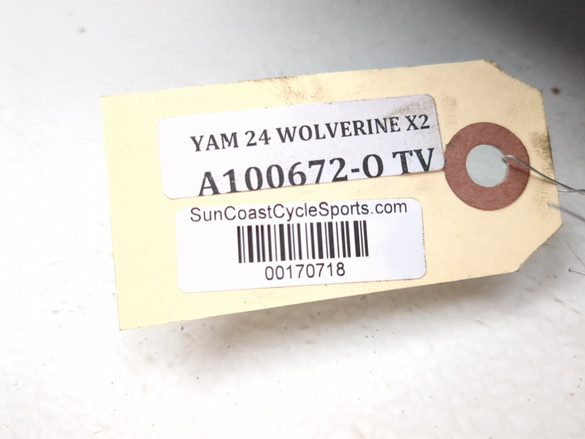 YAM 24 WOLVERINE X2
A100672-O TV
SunCoastCycleSports.com
00170718